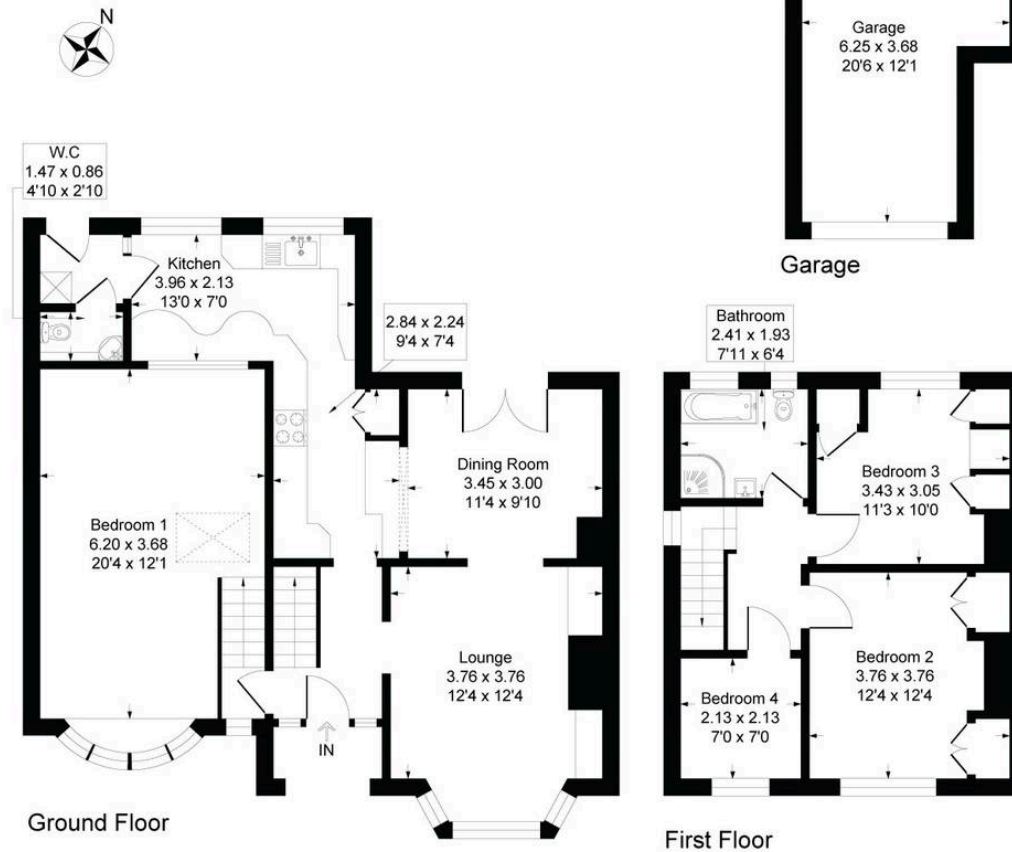 N
Garage
6.25 x 3.68
20'6 x 12'1
Garage
W.C
1.47 x 0.86
4'10 x 2'10
Kitchen
3.96 x 2.13
13'0 x 7'0
2.84 x 2.24
9'4 x 7'4
Dining Room
3.45 x 3.00
11'4 x 9'10
Bedroom 1
6.20 x 3.68
20'4 x 12'1
Lounge
3.76 x 3.76
12'4 x 12'4
IN
Ground Floor
Bathroom
2.41 x 1.93
7'11 x 6'4
Bedroom 3
3.43 x 3.05
11'3 x 10'0
Bedroom 2
3.76 x 3.76
12'4 x 12'4
Bedroom 4
2.13 x 2.13
7'0 x 7'0
First Floor